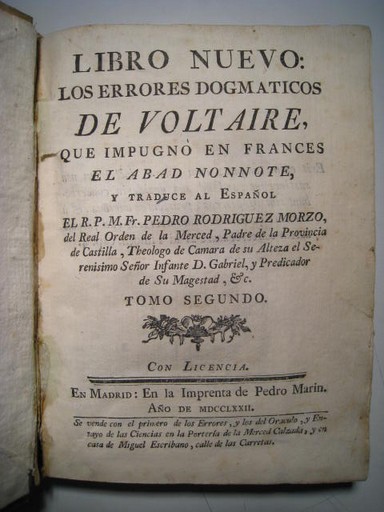 LIBRO NUEVO:
LOS ERRORES DOGMATICOS
DE VOLTAIRE,
QUE IMPUGNÒ EN FRANCES
EL ABAD NONNOTE,
Y TRADUCE AL ESPAÑOL
EL R. P. M. Fr. PEDRO RODRIGUEZ MORZO,
del Real Orden de la Merced, Padre de la Provincia
de Castilla, Theologo de Camara de su Alteza el Se-
renisimo Señor Infante D. Gabriel, y Predicador
de Su Magestad, &c.
TOMO SEGUNDO.
CON LICENCIA.
EN MADRID: En la Imprenta de Pedro Marin.
AÑO DE MDCCLXXII.
Se vende con el primero de los Errores, y los del Oraculo, y En-
sayo de las Ciencias en la Portería de la Merced Calzada, y en
casa de Miguel Escribano, calle de las Carretas.